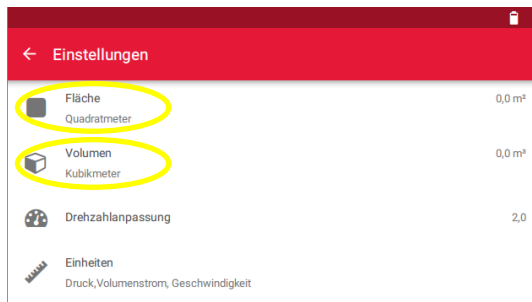 Einstellungen
Fläche 0,0 m²
Quadratmeter
Volumen 0,0 m³
Kubikmeter
Drehzahlanpassung 2,0
Einheiten
Druck,Volumenstrom, Geschwindigkeit